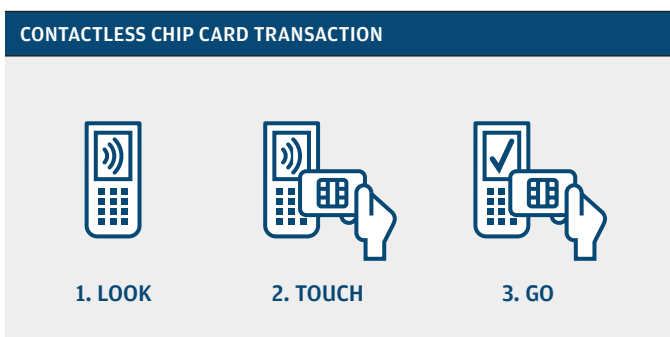 CONTACTLESS CHIP CARD TRANSACTION
1. LOOK
2. TOUCH
3. GO